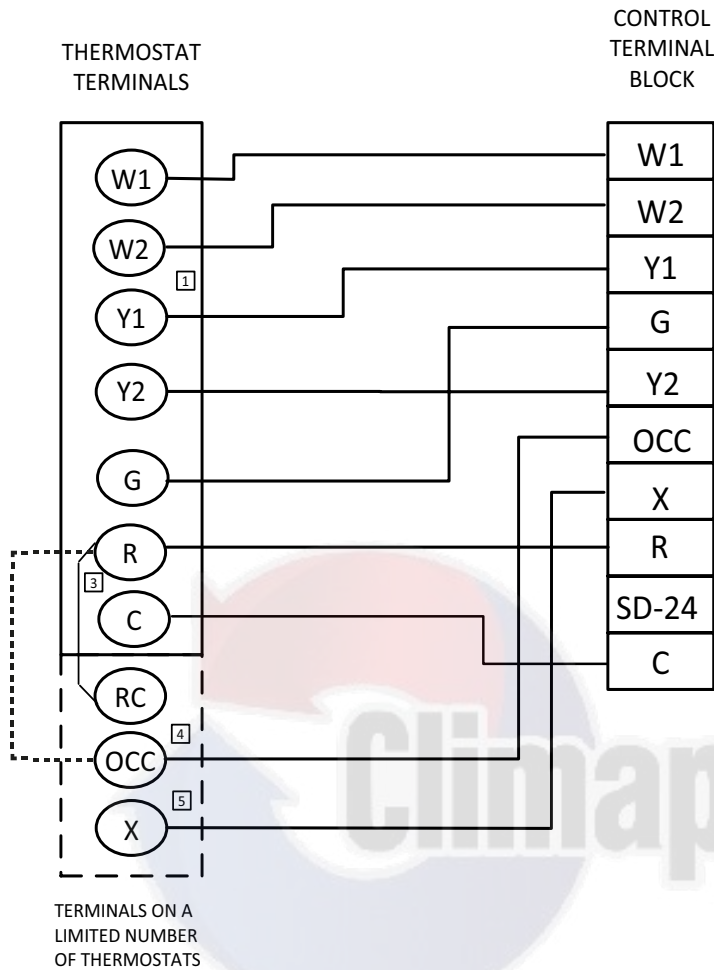 THERMOSTAT
TERMINALS
CONTROL
TERMINAL
BLOCK
W1
W2
1
Y1
Y2
G
R
3
C
RC
4
OCC
5
X
W1
W2
Y1
G
Y2
OCC
X
R
SD-24
C
TERMINALS ON A
LIMITED NUMBER
OF THERMOSTATS
Climap